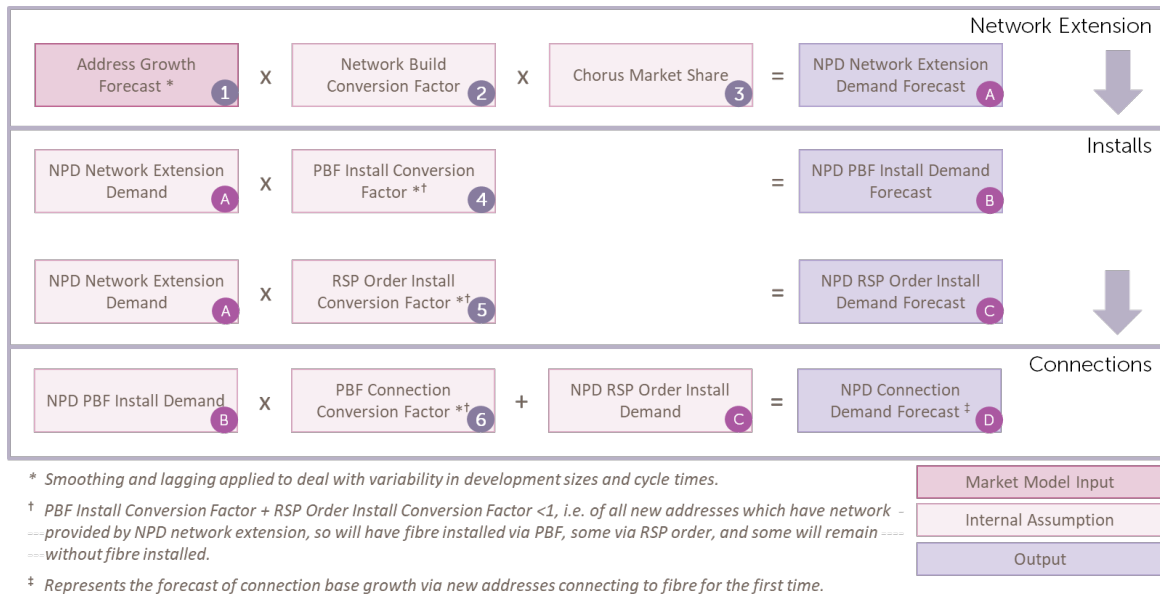 Network Extension
Address Growth
Forecast *
1
x
Network Build
Conversion Factor
2
x
Chorus Market Share
3
=
NPD Network Extension
Demand Forecast
A
Installs
NPD Network Extension
Demand
A
x
PBF Install Conversion
Factor *†
4
=
NPD PBF Install Demand
Forecast
B
NPD Network Extension
Demand
A
x
RSP Order Install
Conversion Factor *†
5
=
NPD RSP Order Install
Demand Forecast
C
Connections
NPD PBF Install Demand
B
x
PBF Connection
Conversion Factor *†
6
+
NPD RSP Order Install
Demand
C
=
NPD Connection
Demand Forecast ‡
D
* Smoothing and lagging applied to deal with variability in development sizes and cycle times.
† PBF Install Conversion Factor + RSP Order Install Conversion Factor <1, i.e. of all new addresses which have network
provided by NPD network extension, so will have fibre installed via PBF, some via RSP order, and some will remain
without fibre installed.
‡ Represents the forecast of connection base growth via new addresses connecting to fibre for the first time.
Market Model Input
Internal Assumption
Output